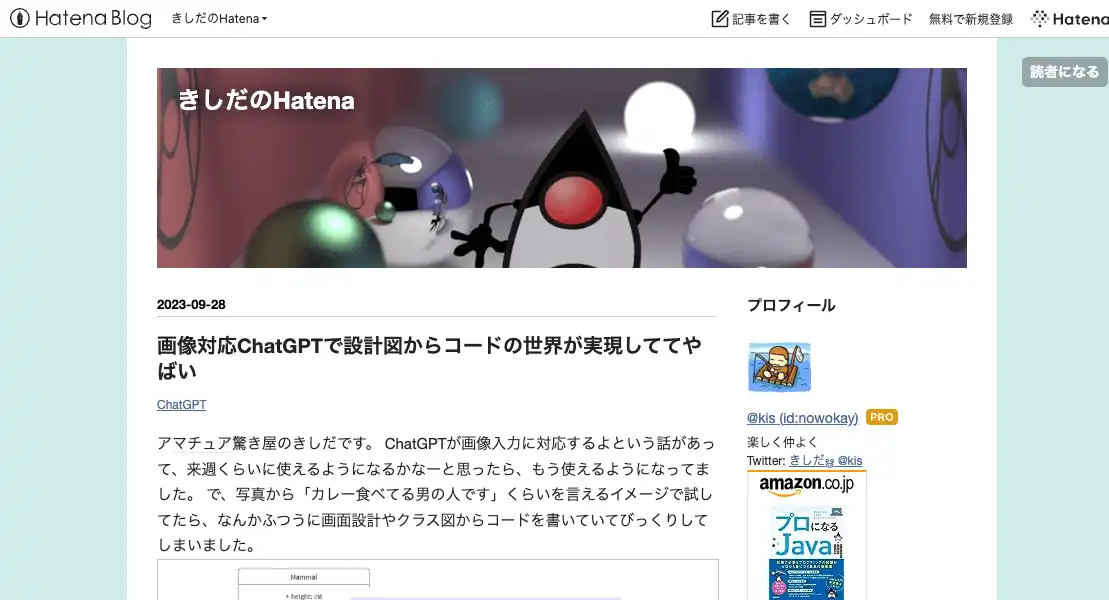 Hatena Blog きしだのHatena 記事を書く ダッシュボード 無料で新規登録 Hatena
読者になる
きしだのHatena
2023-09-28
画像対応ChatGPTで設計図からコードの世界が実現しててや
ばい
ChatGPT
アマチュア驚き屋のきしだです。 ChatGPTが画像入力に対応するよという話があっ
て、来週くらいに使えるようになるかなーと思ったら、もう使えるようになってま
した。 で、写真から「カレー食べてる男の人です」くらいを言えるイメージで試し
てたら、なんかふつうに画面設計やクラス図からコードを書いていてびっくりして
しまいました。
Mammal
+ height: int
プロフィール
@kis (id:nowokay) PRO
楽しく仲よく
Twitter: きしだ @kis
amazon.co.jp
プロになる
Java